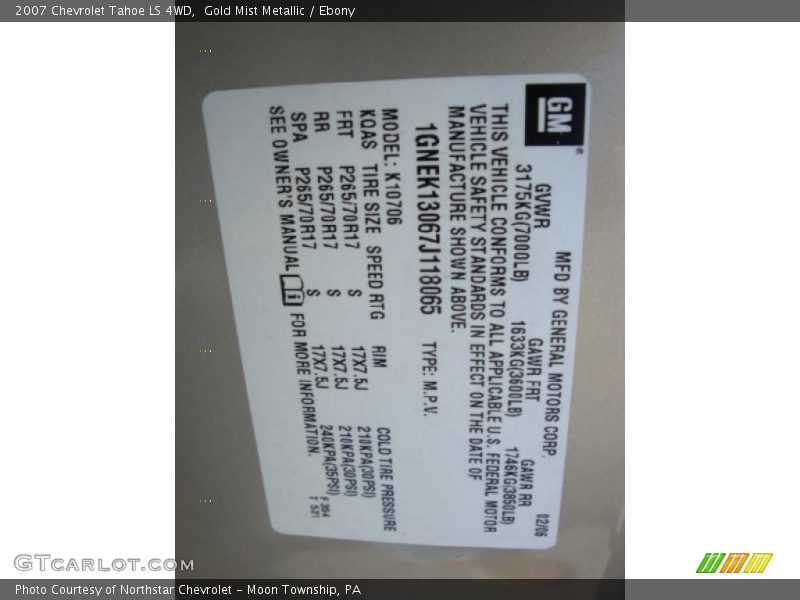 2007 Chevrolet Tahoe LS 4WD,  Gold Mist Metallic / Ebony
GM
MFD BY GENERAL MOTORS CORP. 02/06
GVWR GAWR FRT GAWR RR
3175KG(7000LB) 1633KG(3600LB) 1746KG(3850LB)
THIS VEHICLE CONFORMS TO ALL APPLICABLE U.S. FEDERAL MOTOR
VEHICLE SAFETY STANDARDS IN EFFECT ON THE DATE OF
MANUFACTURE SHOWN ABOVE.
1GNEK13067J118065 TYPE: M.P.V.
MODEL: K10706
KQAS TIRE SIZE SPEED RTG RIM COLD TIRE PRESSURE
FRT P265/70R17 S 17X7.5J 210KPA(30PSI)
RR P265/70R17 S 17X7.5J 210KPA(30PSI)
SPA P265/70R17 S 17X7.5J 240KPA(35PSI)
SEE OWNER'S MANUAL FOR MORE INFORMATION. F354
T 521
GTCarLot.com
Photo Courtesy of Northstar Chevrolet - Moon Township, PA